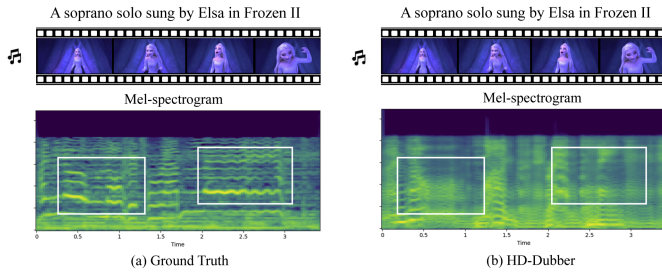 A soprano solo sung by Elsa in Frozen II
Mel-spectrogram
0 0.5 1 1.5 2 2.5 3
Time
(a) Ground Truth
A soprano solo sung by Elsa in Frozen II
Mel-spectrogram
0 0.5 1 1.5 2 2.5 3
Time
(b) HD-Dubber